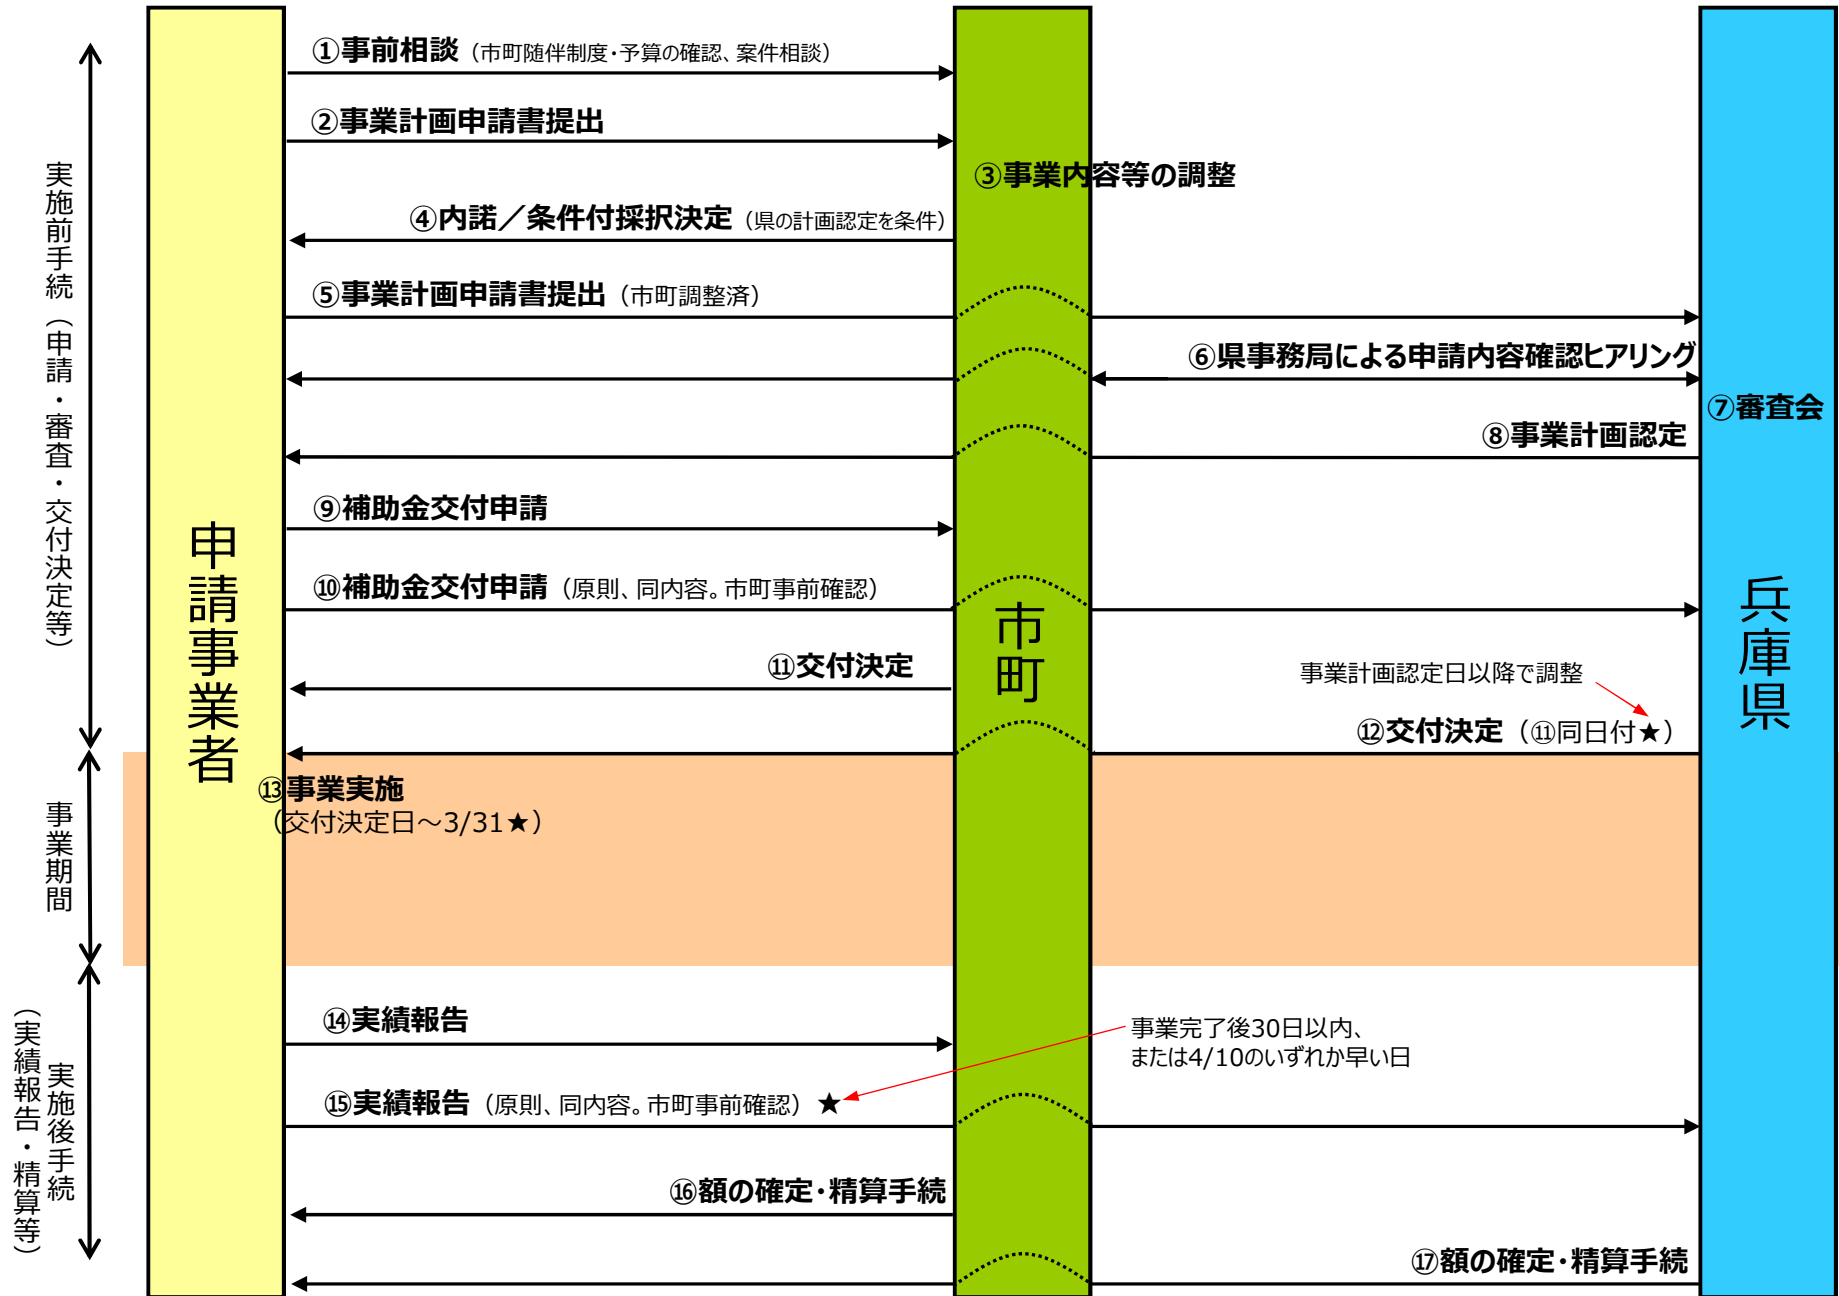 ①事前相談（市町随伴制度・予算の確認、案件相談）
②事業計画申請書提出
③事業内容等の調整
④内諾／条件付採択決定（県の計画認定を条件）
⑤事業計画申請書提出（市町調整済）
⑥県事務局による申請内容確認ヒアリング
⑦審査会
⑧事業計画認定
⑨補助金交付申請
⑩補助金交付申請（原則、同内容。市町事前確認）
⑪交付決定
事業計画認定日以降で調整
⑫交付決定（⑪同日付★）
⑬事業実施
（交付決定日～3/31★）
⑭実績報告
事業完了後30日以内、
または4/10のいずれか早い日
⑮実績報告（原則、同内容。市町事前確認）★
⑯額の確定・精算手続
⑰額の確定・精算手続
実施前手続（申請・審査・交付決定等）
事業期間
実施後手続
（実績報告・精算等）
申請事業者
市町
兵庫県